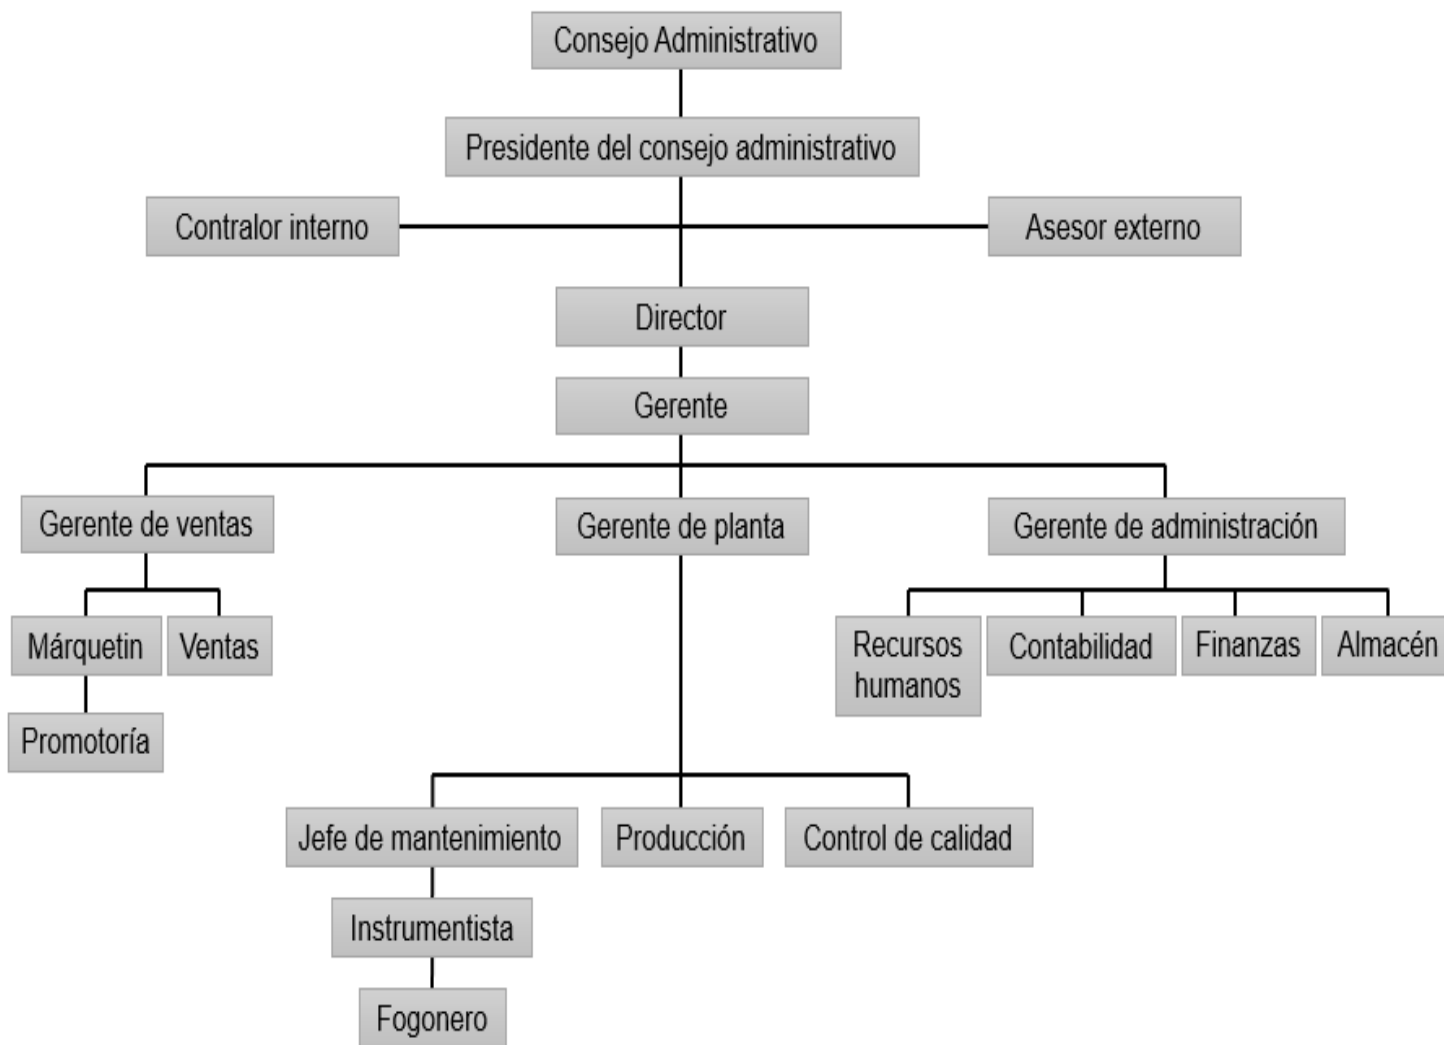 Consejo Administrativo
Presidente del consejo administrativo
Contralor interno
Asesor externo
Director
Gerente
Gerente de ventas
Gerente de planta
Gerente de administración
Márquetin
Ventas
Recursos
humanos
Contabilidad
Finanzas
Almacén
Promotoría
Jefe de mantenimiento
Producción
Control de calidad
Instrumentista
Fogonero